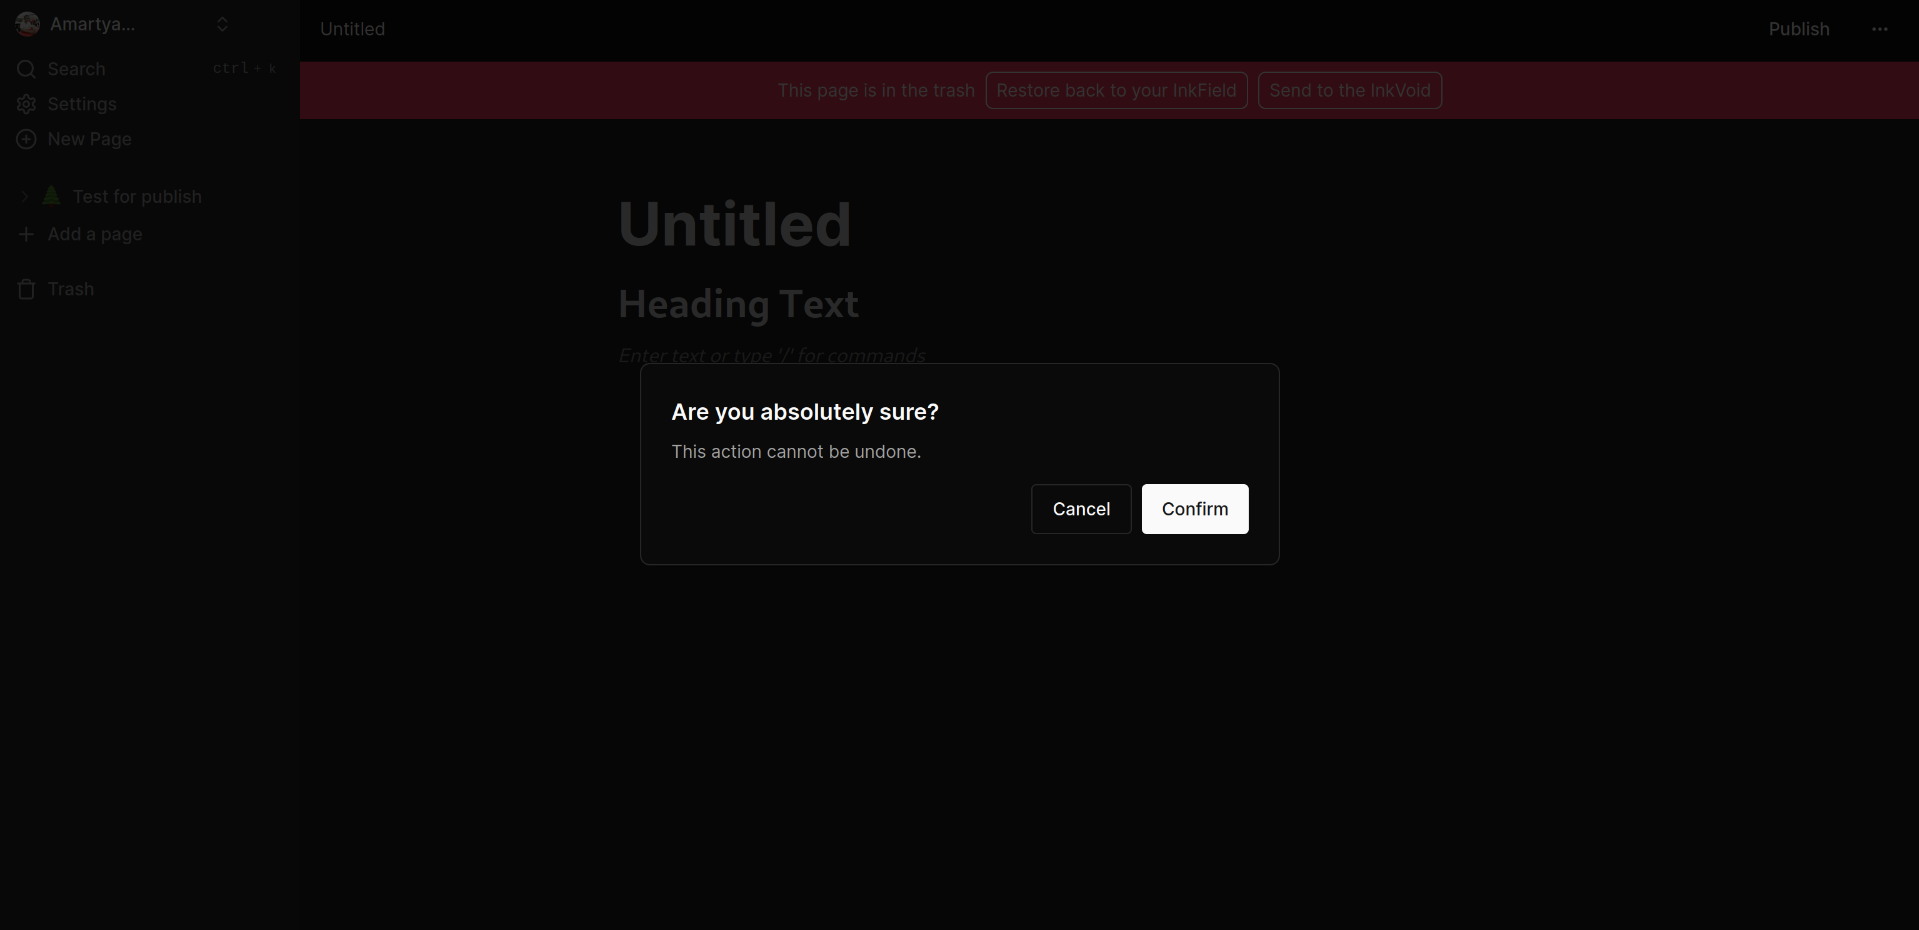 Amartya...
Search ctrl + k
Settings
New Page
Test for publish
Add a page
Trash
Untitled
Publish
This page is in the trash Restore back to your InkField Send to the InkVoid
Untitled
Heading Text
Enter text or type '/' for commands
Are you absolutely sure?
This action cannot be undone.
Cancel Confirm